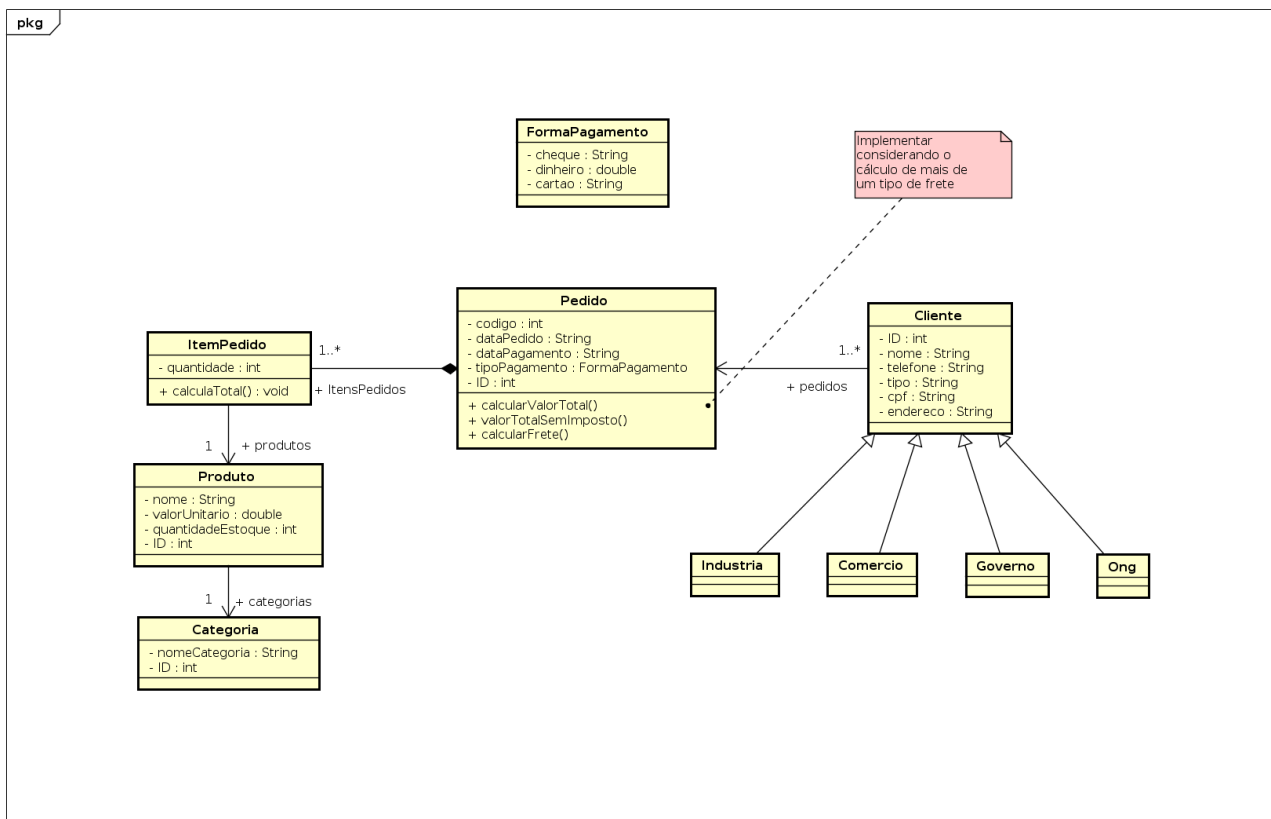 pkg
FormaPagamento
- cheque : String
- dinheiro : double
- cartao : String
Implementar
considerando o
cálculo de mais de
um tipo de frete
Pedido
- codigo : int
- dataPedido : String
- dataPagamento : String
- tipoPagamento : FormaPagamento
- ID : int
+ calcularValorTotal()
+ valorTotalSemImposto()
+ calcularFrete()
Cliente
- ID : int
- nome : String
- telefone : String
- tipo : String
- cpf : String
- endereco : String
1..*
+ pedidos
ItemPedido
- quantidade : int
+ calculaTotal() : void
1..*
+ ItensPedidos
1
+ produtos
Produto
- nome : String
- valorUnitario : double
- quantidadeEstoque : int
- ID : int
1
+ categorias
Categoria
- nomeCategoria : String
- ID : int
Industria
Comercio
Governo
Ong